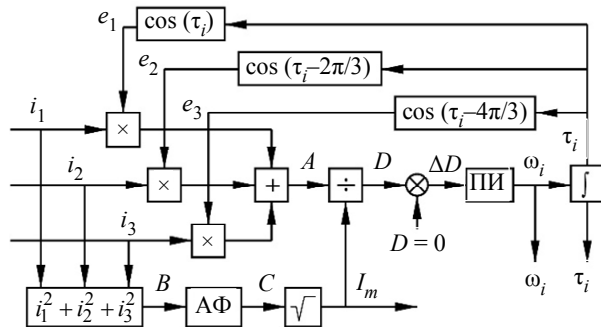 e₁ cos (τᵢ)
e₂ cos (τᵢ–2π/3)
i₁ e₃ cos (τᵢ–4π/3)
× τᵢ
i₂ × + A ÷ D ΔD ПИ ωᵢ ∫
i₃ × D = 0
i₁² + i₂² + i₃² B АФ C √ Iₘ ωᵢ τᵢ